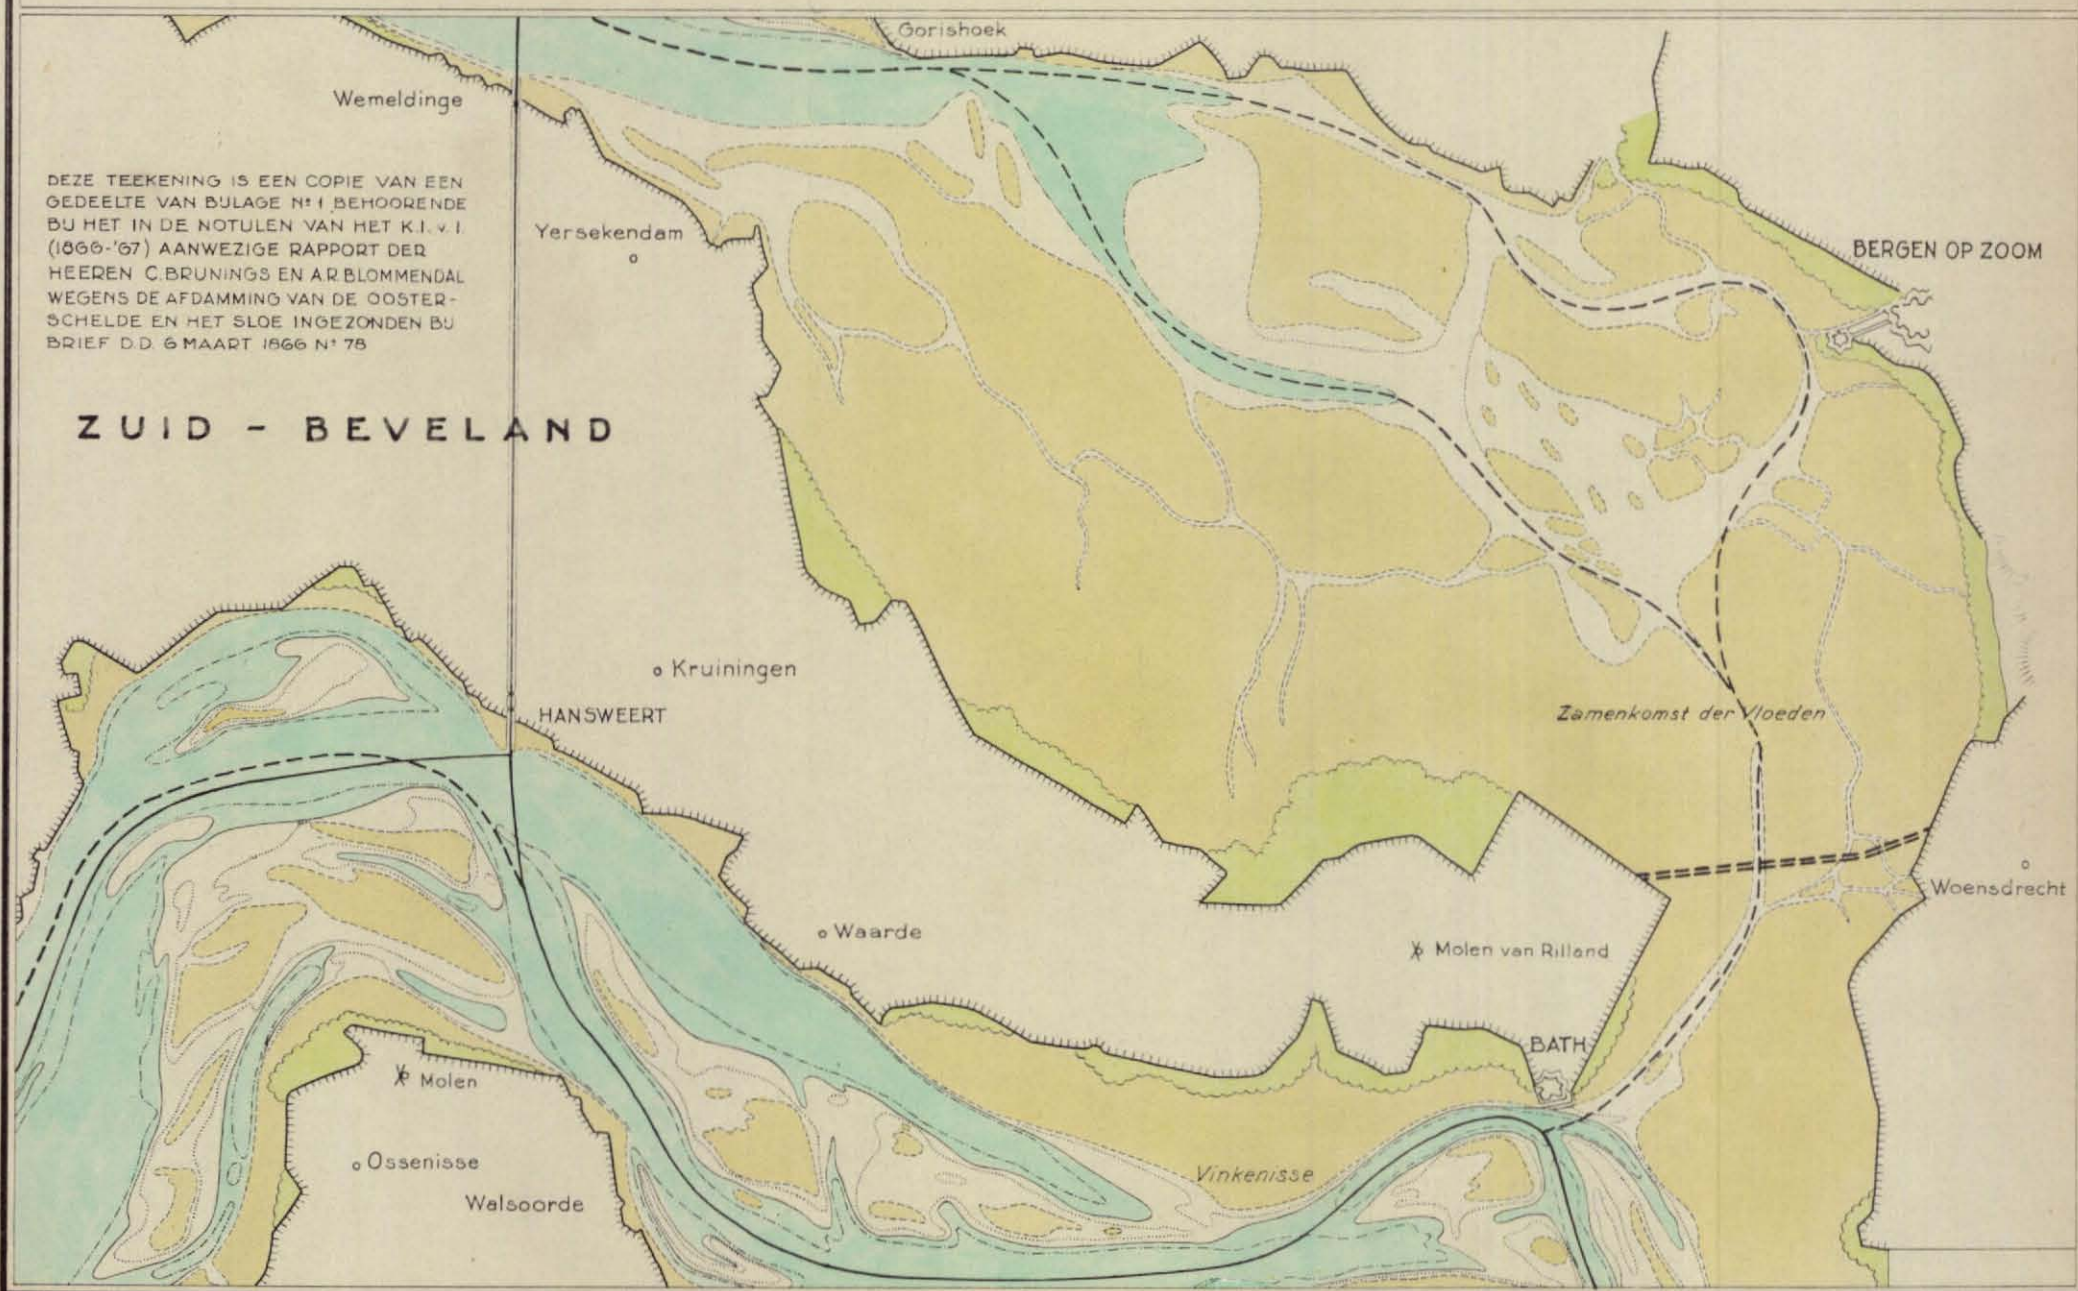 Gorishoek
Wemeldinge
DEZE TEEKENING IS EEN COPIE VAN EEN
GEDEELTE VAN BIJLAGE Nº 1 BEHOORENDE
BIJ HET IN DE NOTULEN VAN HET K.I.v.I.
(1866-'67) AANWEZIGE RAPPORT DER
HEEREN C. BRUNINGS EN A.R. BLOMMENDAL
WEGENS DE AFDAMMING VAN DE OOSTER-
SCHELDE EN HET SLOE INGEZONDEN BIJ
BRIEF D.D. 6 MAART 1866 Nº 78
Yersekendam
BERGEN OP ZOOM
ZUID - BEVELAND
Kruiningen
HANSWEERT
Zamenkomst der Vloeden
Woensdrecht
Waarde
Molen van Rilland
BATH
Molen
Ossenisse
Vinkenisse
Walsoorde